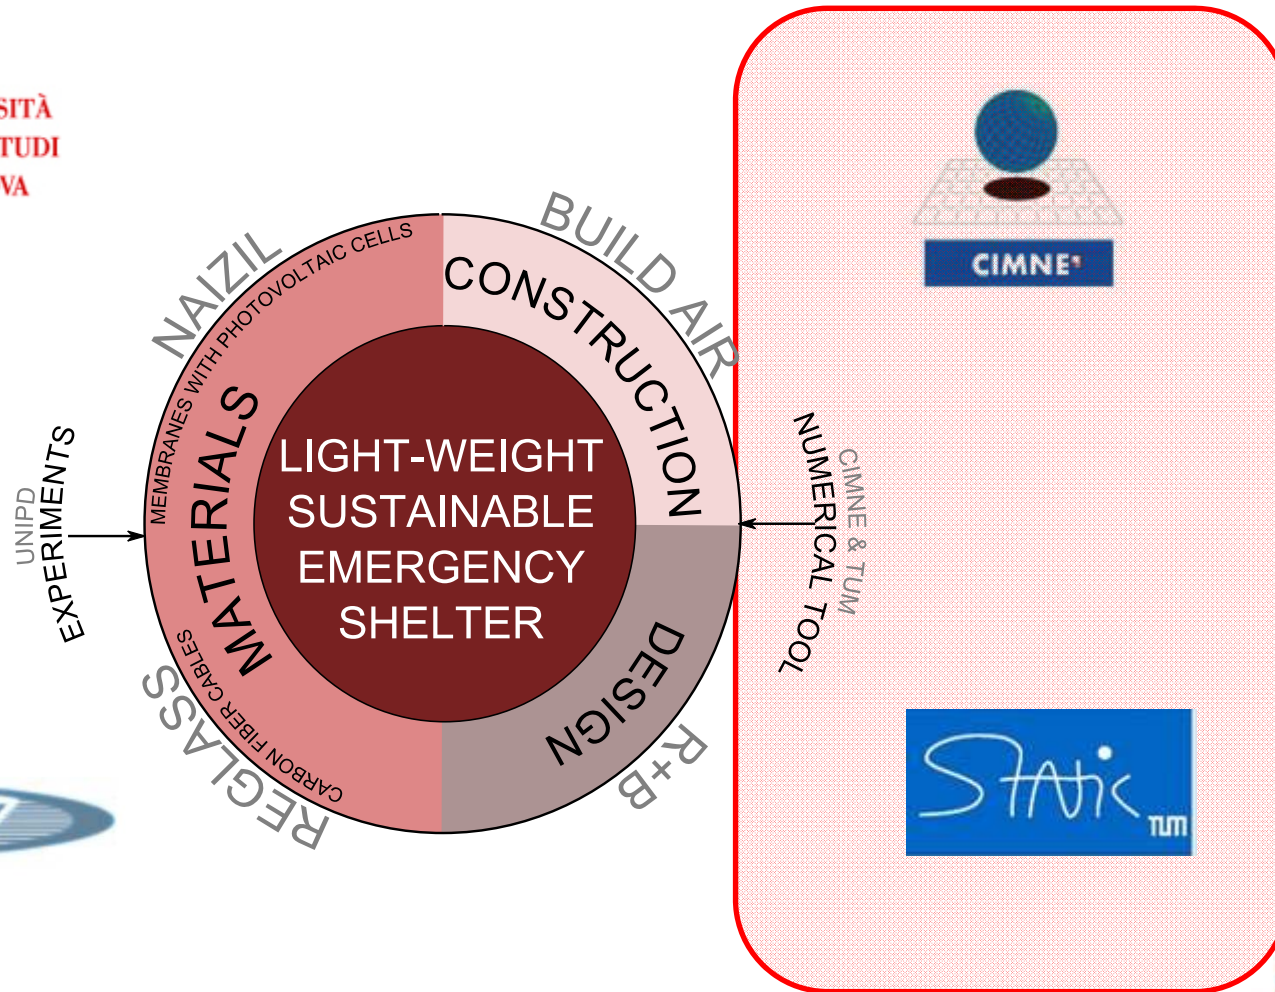 SITÀ
TUDI
VA
NAIZIL
BUILD AIR
MEMBRANES WITH PHOTOVOLTAIC CELLS
CONSTRUCTION
MATERIALS
LIGHT-WEIGHT
SUSTAINABLE
EMERGENCY
SHELTER
UNIPD
EXPERIMENTS
CIMNE & TUM
NUMERICAL TOOL
CARBON FIBER CABLES
REGLASS
DESIGN
R+B
CIMNE
STATIC
TUM